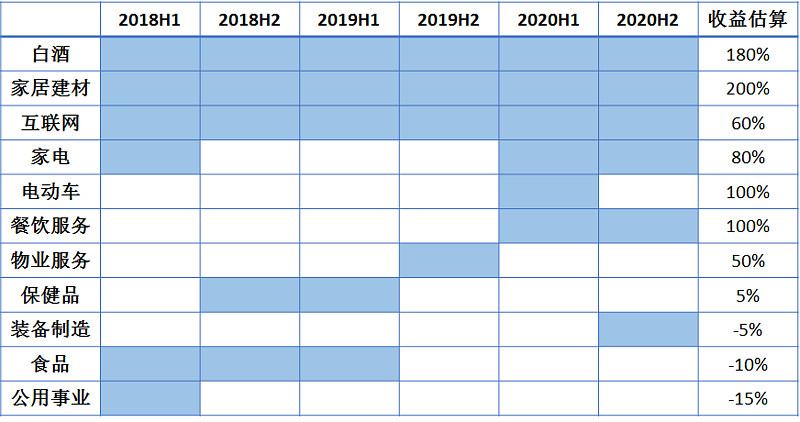 2018H1 2018H2 2019H1 2019H2 2020H1 2020H2 收益估算
白酒 180%
家居建材 200%
互联网 60%
家电 80%
电动车 100%
餐饮服务 100%
物业服务 50%
保健品 5%
装备制造 -5%
食品 -10%
公用事业 -15%